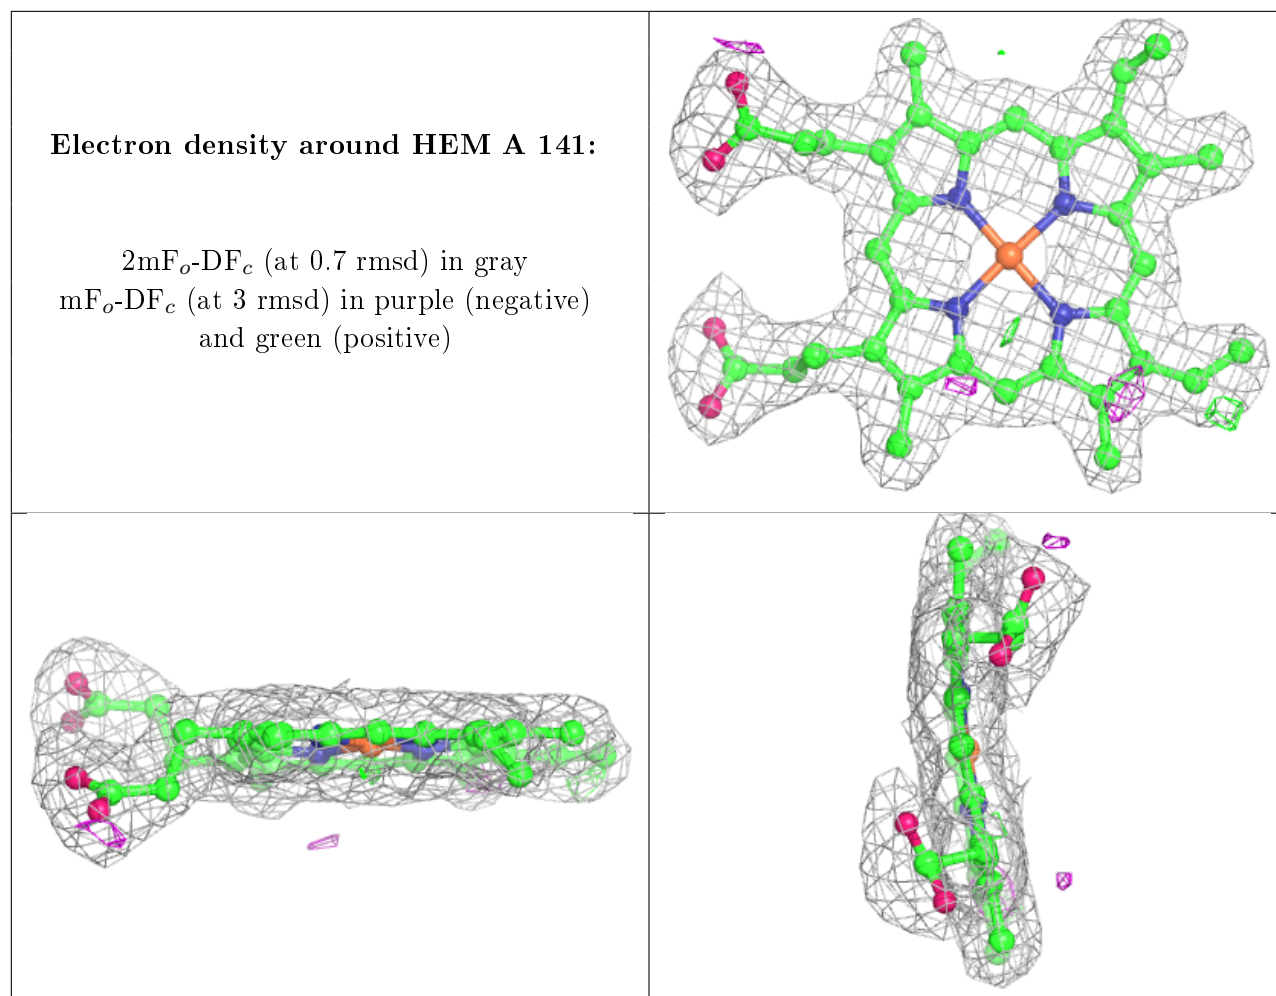 Electron density around HEM A 141:
2mFₒ-DF𝒸 (at 0.7 rmsd) in gray
mFₒ-DF𝒸 (at 3 rmsd) in purple (negative)
and green (positive)